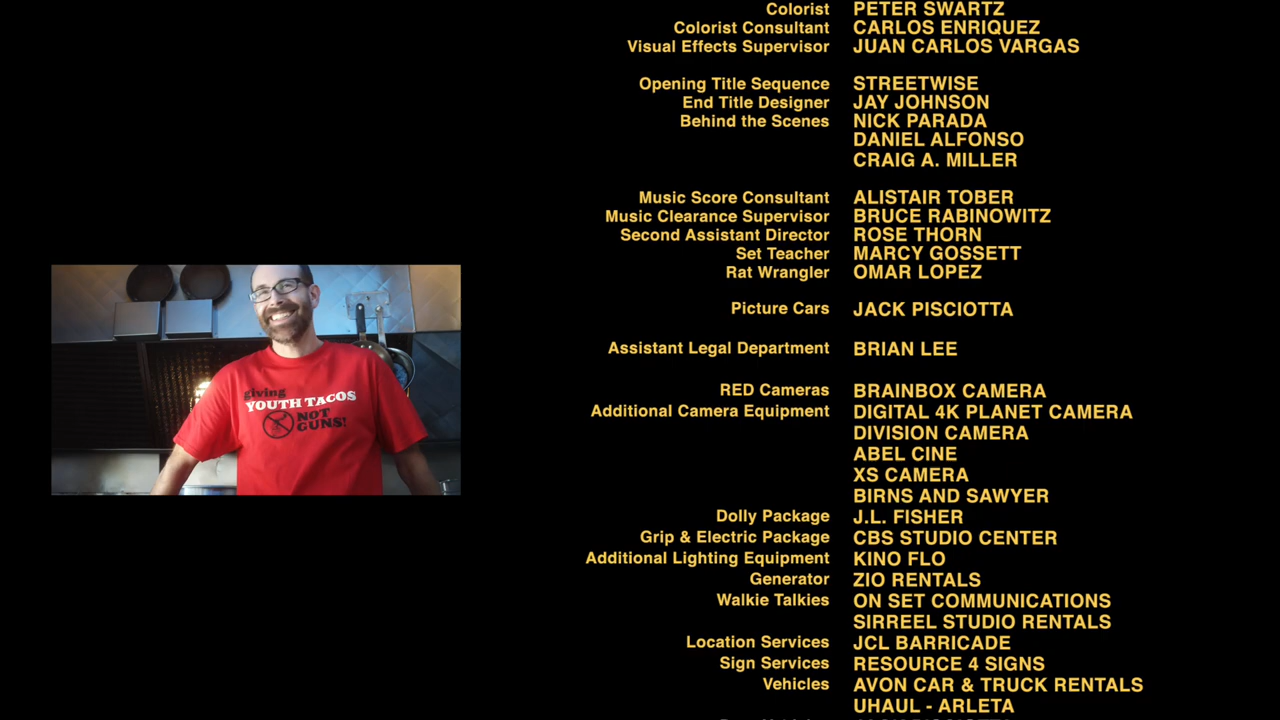 Colorist PETER SWARTZ
Colorist Consultant CARLOS ENRIQUEZ
Visual Effects Supervisor JUAN CARLOS VARGAS
Opening Title Sequence STREETWISE
End Title Designer JAY JOHNSON
Behind the Scenes NICK PARADA
DANIEL ALFONSO
CRAIG A. MILLER
Music Score Consultant ALISTAIR TOBER
Music Clearance Supervisor BRUCE RABINOWITZ
Second Assistant Director ROSE THORN
Set Teacher MARCY GOSSETT
Rat Wrangler OMAR LOPEZ
Picture Cars JACK PISCIOTTA
Assistant Legal Department BRIAN LEE
RED Cameras BRAINBOX CAMERA
Additional Camera Equipment DIGITAL 4K PLANET CAMERA
DIVISION CAMERA
ABEL CINE
XS CAMERA
BIRNS AND SAWYER
Dolly Package J.L. FISHER
Grip & Electric Package CBS STUDIO CENTER
Additional Lighting Equipment KINO FLO
Generator ZIO RENTALS
Walkie Talkies ON SET COMMUNICATIONS
SIRREEL STUDIO RENTALS
Location Services JCL BARRICADE
Sign Services RESOURCE 4 SIGNS
Vehicles AVON CAR & TRUCK RENTALS
UHAUL - ARLETA
giving
YOUTH TACOS
NOT
GUNS!